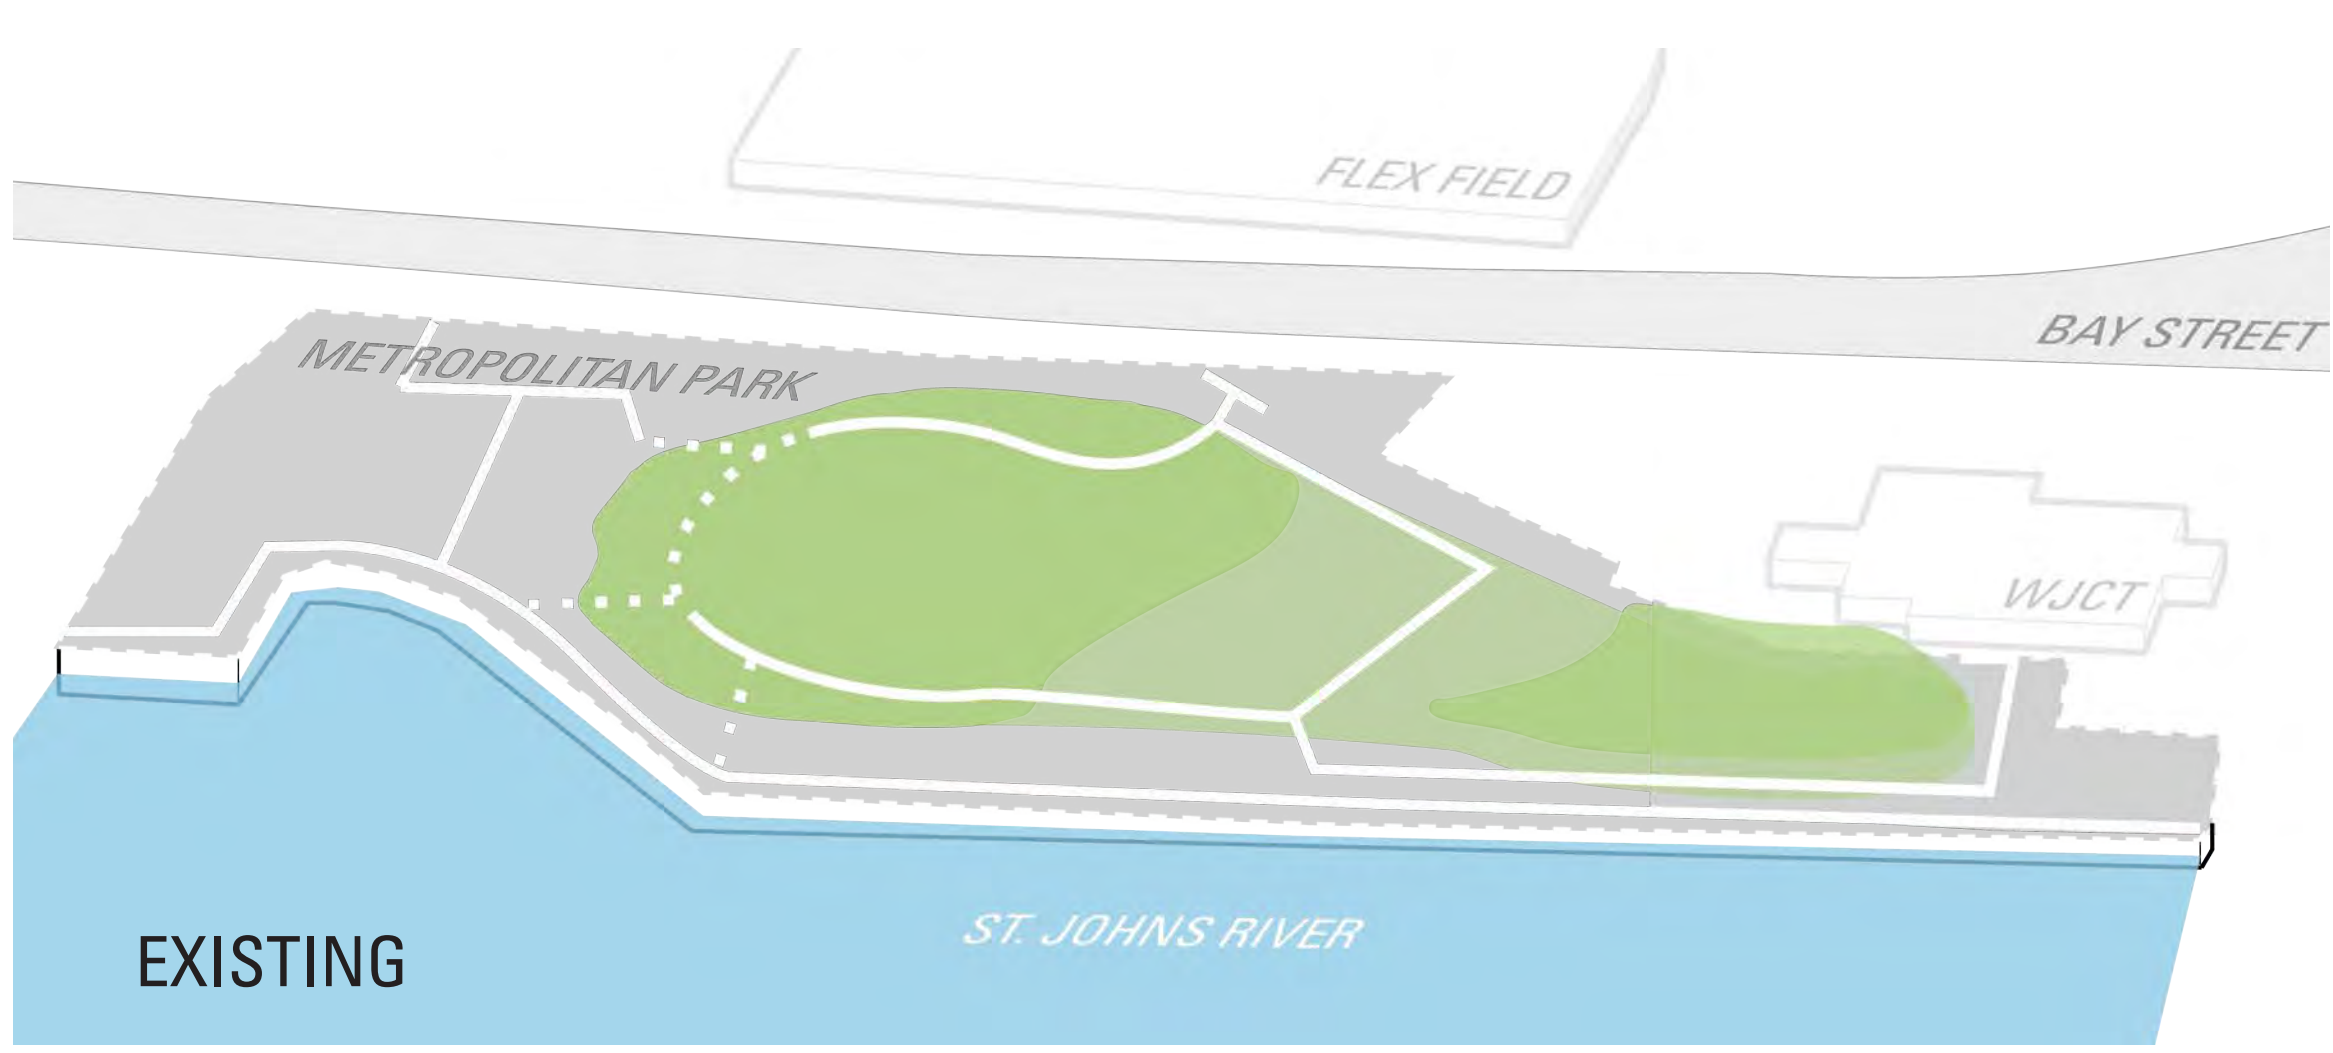 FLEX FIELD
BAY STREET
METROPOLITAN PARK
WJCT
ST. JOHNS RIVER
EXISTING